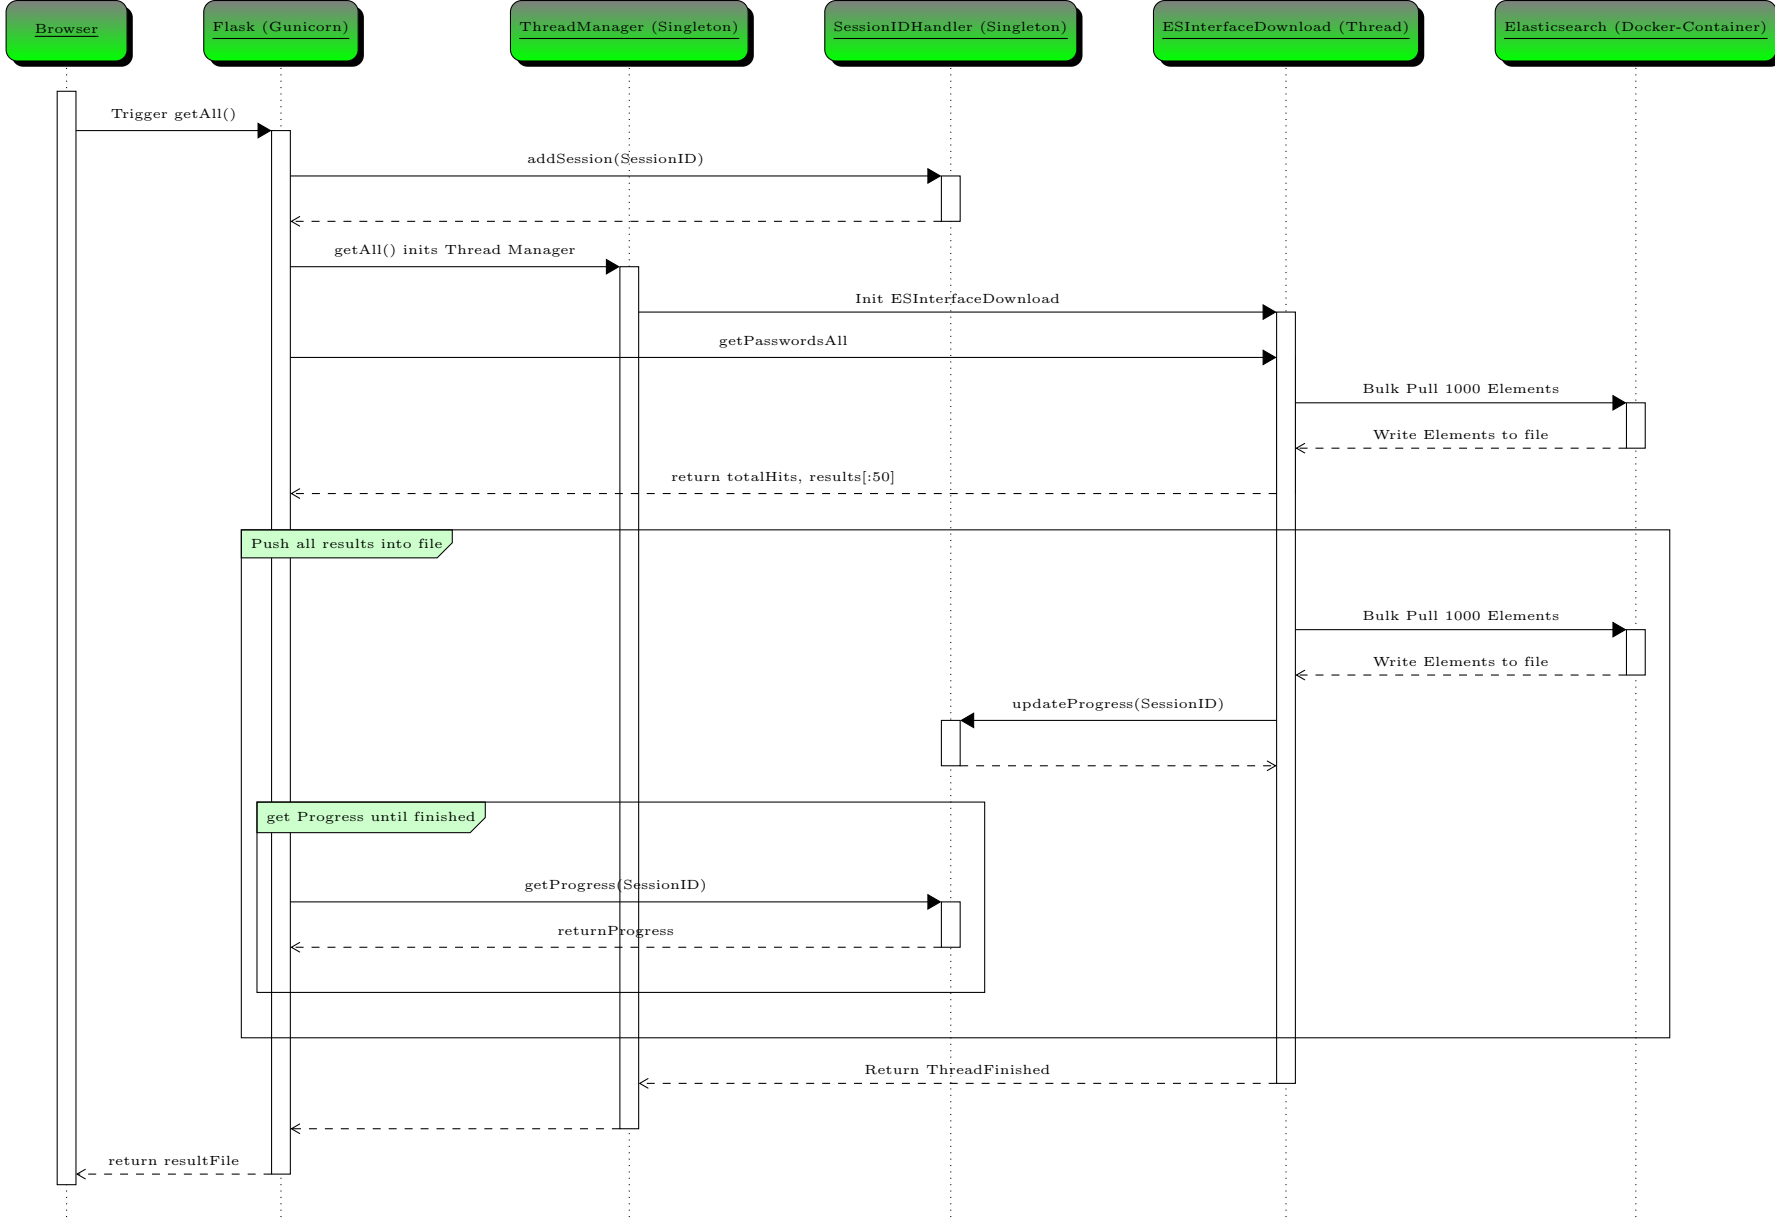 Browser
Flask (Gunicorn)
ThreadManager (Singleton)
SessionIDHandler (Singleton)
ESInterfaceDownload (Thread)
Elasticsearch (Docker-Container)
Trigger getAll()
addSession(SessionID)
getAll() inits Thread Manager
Init ESInterfaceDownload
getPasswordsAll
Bulk Pull 1000 Elements
Write Elements to file
return totalHits, results[:50]
Push all results into file
Bulk Pull 1000 Elements
Write Elements to file
updateProgress(SessionID)
get Progress until finished
getProgress(SessionID)
returnProgress
Return ThreadFinished
return resultFile